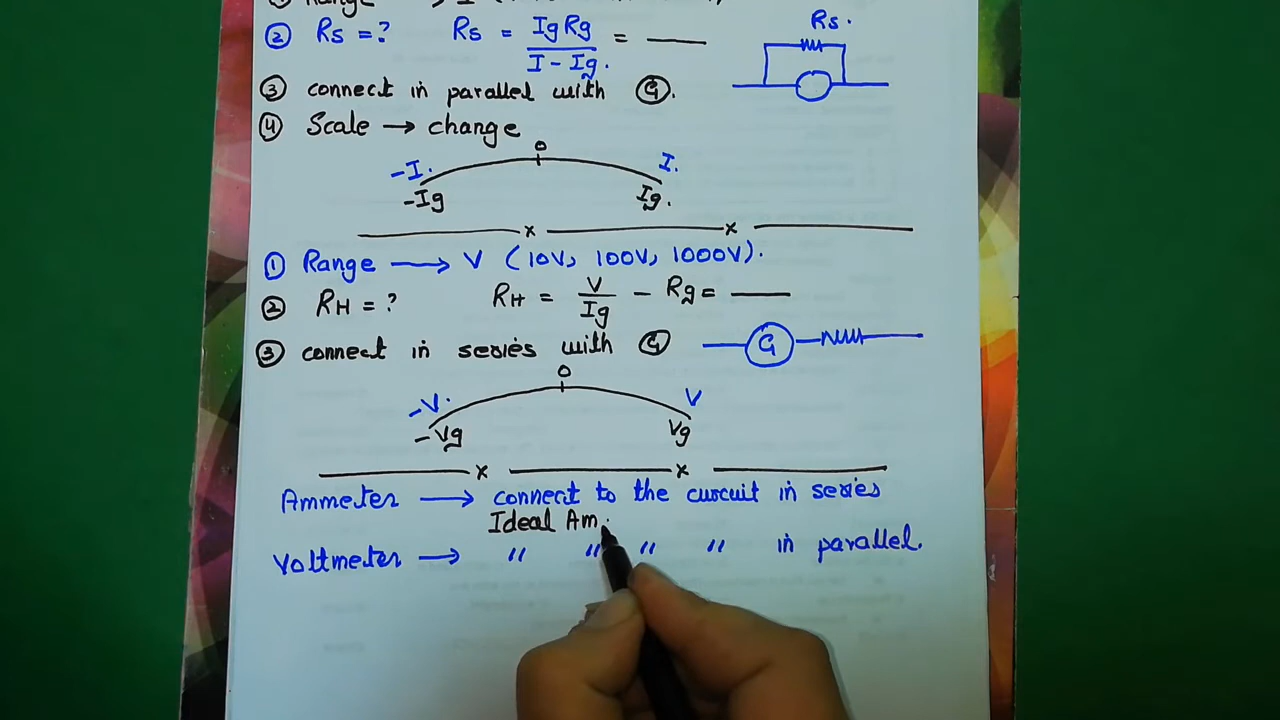 ① Range → I
② Rs = ? Rs = IgRg / I - Ig. = ——
Rs.
③ connect in parallel with G.
④ Scale → change
0
-I. I.
-Ig Ig.
① Range → V (10V, 100V, 1000V).
② RH = ? RH = V / Ig - Rg = ——
③ connect in series with G
G
0
-V. V
-Vg Vg
Ammeter → connect to the circuit in series
Ideal Am.
Voltmeter → " " " " in parallel.